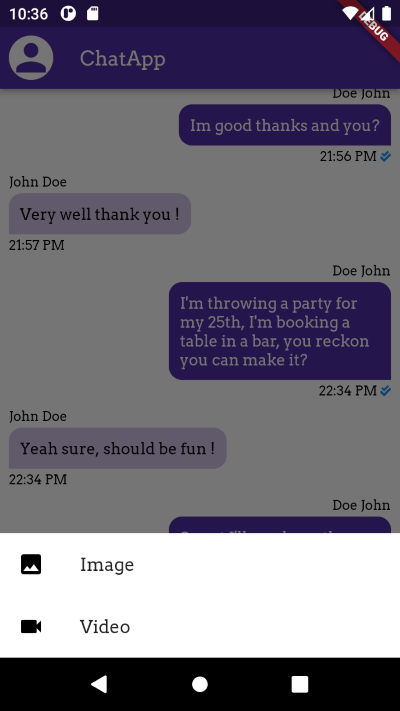 10:36
DEBUG
ChatApp
Doe John
Im good thanks and you?
21:56 PM
John Doe
Very well thank you !
21:57 PM
Doe John
I'm throwing a party for
my 25th, I'm booking a
table in a bar, you reckon
you can make it?
22:34 PM
John Doe
Yeah sure, should be fun !
22:34 PM
Doe John
Image
Video